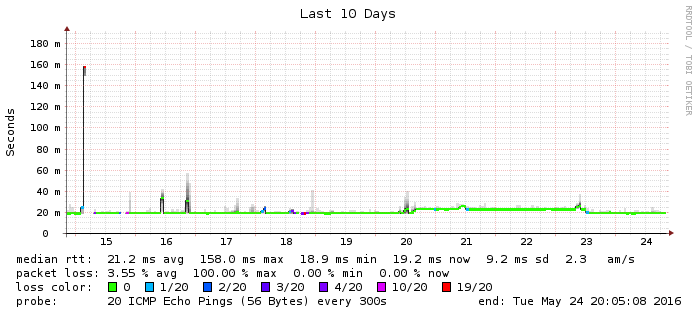 Last 10 Days
RRDTOOL / TOBI OETIKER
Seconds
180 m
160 m
140 m
120 m
100 m
80 m
60 m
40 m
20 m
0
15 16 17 18 19 20 21 22 23 24
median rtt: 21.2 ms avg 158.0 ms max 18.9 ms min 19.2 ms now 9.2 ms sd 2.3 am/s
packet loss: 3.55 % avg 100.00 % max 0.00 % min 0.00 % now
loss color: 0 1/20 2/20 3/20 4/20 10/20 19/20
probe: 20 ICMP Echo Pings (56 Bytes) every 300s end: Tue May 24 20:05:08 2016